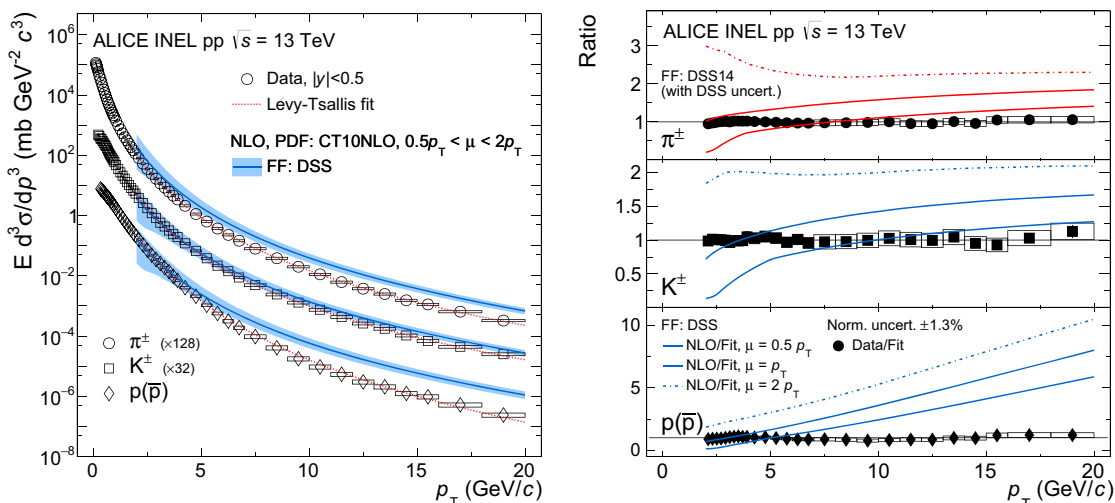 ALICE INEL pp √s = 13 TeV
Data, |y|<0.5
Levy-Tsallis fit
NLO, PDF: CT10NLO, 0.5p_T < μ < 2p_T
FF: DSS
π± (×128)
K± (×32)
p(p̅)
E d³σ/dp³ (mb GeV⁻² c³)
10⁶
10⁴
10²
1
10⁻²
10⁻⁴
10⁻⁶
10⁻⁸
0 5 10 15 20
p_T (GeV/c)
Ratio
ALICE INEL pp √s = 13 TeV
3
FF: DSS14
(with DSS uncert.)
2
1
π±
2
1.5
1
0.5
K±
10
FF: DSS Norm. uncert. ±1.3%
NLO/Fit, μ = 0.5 p_T Data/Fit
NLO/Fit, μ = p_T
NLO/Fit, μ = 2 p_T
5
p(p̅)
0
0 5 10 15 20
p_T (GeV/c)